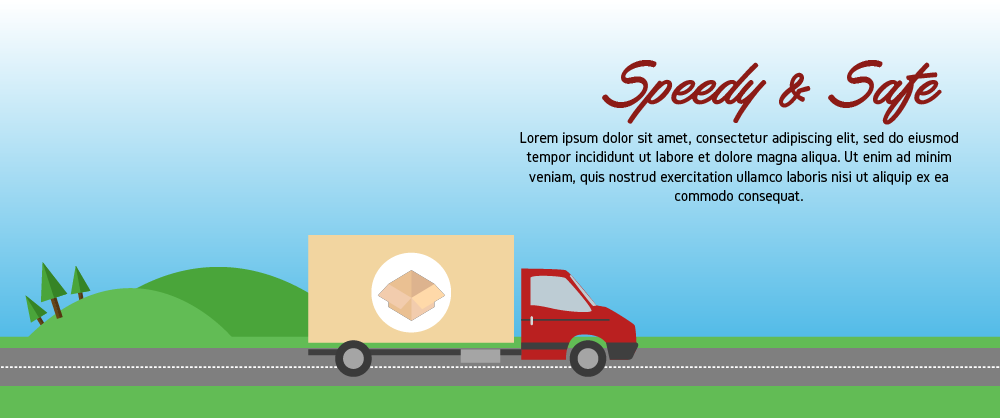 Speedy & Safe
Lorem ipsum dolor sit amet, consectetur adipiscing elit, sed do eiusmod
tempor incididunt ut labore et dolore magna aliqua. Ut enim ad minim
veniam, quis nostrud exercitation ullamco laboris nisi ut aliquip ex ea
commodo consequat.